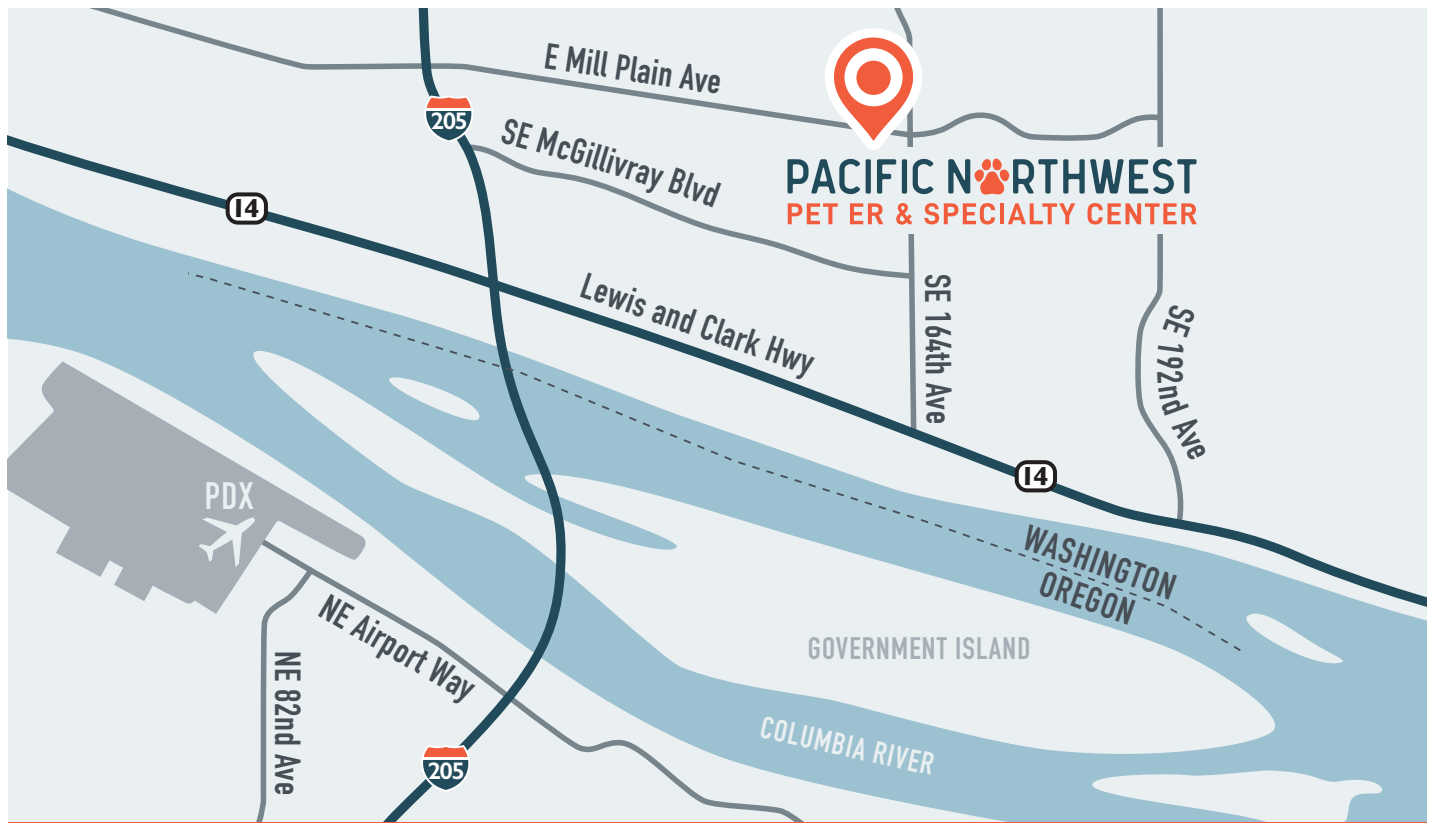 E Mill Plain Ave
205
SE McGillivray Blvd
PACIFIC NORTHWEST
PET ER & SPECIALTY CENTER
14
Lewis and Clark Hwy
SE 164th Ave
SE 192nd Ave
14
PDX
WASHINGTON
OREGON
NE Airport Way
GOVERNMENT ISLAND
NE 82nd Ave
COLUMBIA RIVER
205